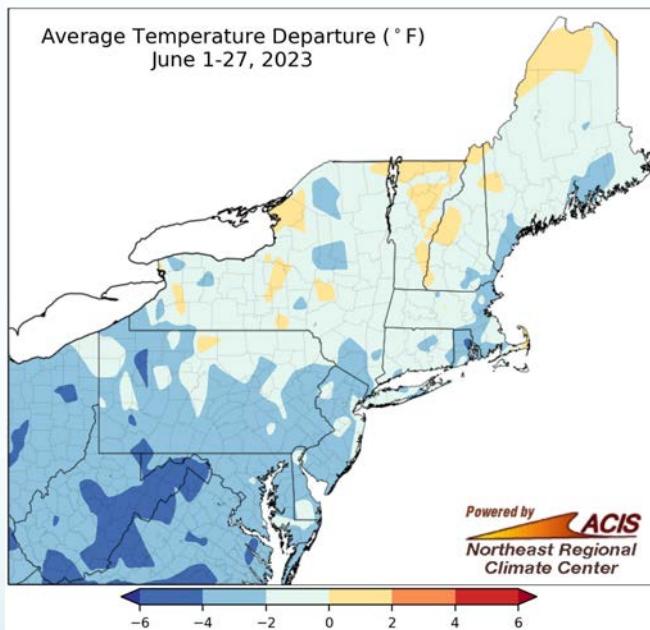 Average Temperature Departure (°F)
June 1-27, 2023
Powered by
ACIS
Northeast Regional
Climate Center
−6 −4 −2 0 2 4 6